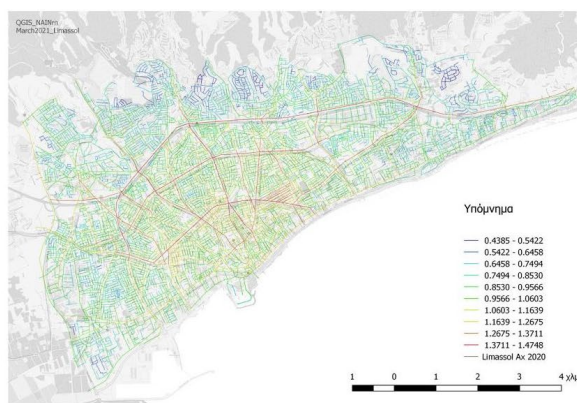 QGIS_NAINrn
March2021_Limassol
Υπόμνημα
0.4385 - 0.5422
0.5422 - 0.6458
0.6458 - 0.7494
0.7494 - 0.8530
0.8530 - 0.9566
0.9566 - 1.0603
1.0603 - 1.1639
1.1639 - 1.2675
1.2675 - 1.3711
1.3711 - 1.4748
Limassol Ax 2020
1 0 1 2 3 4 χλμ